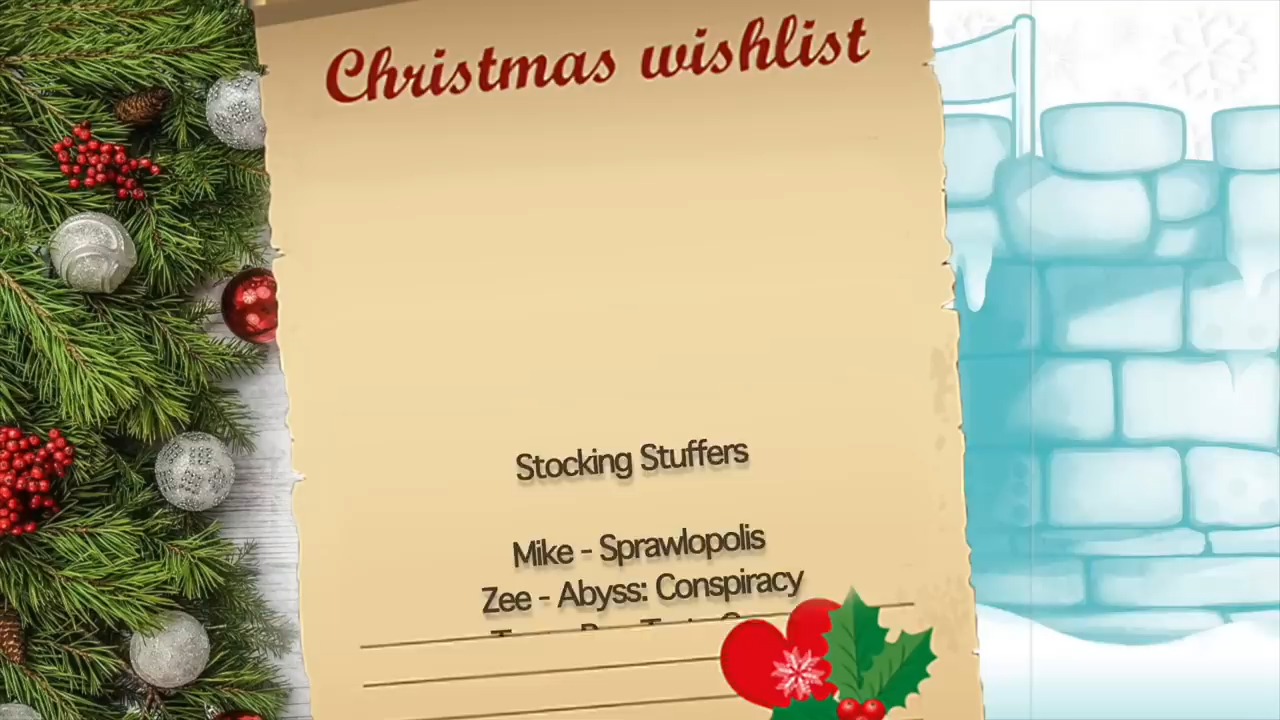 Christmas wishlist
Stocking Stuffers
Mike - Sprawlopolis
Zee - Abyss: Conspiracy